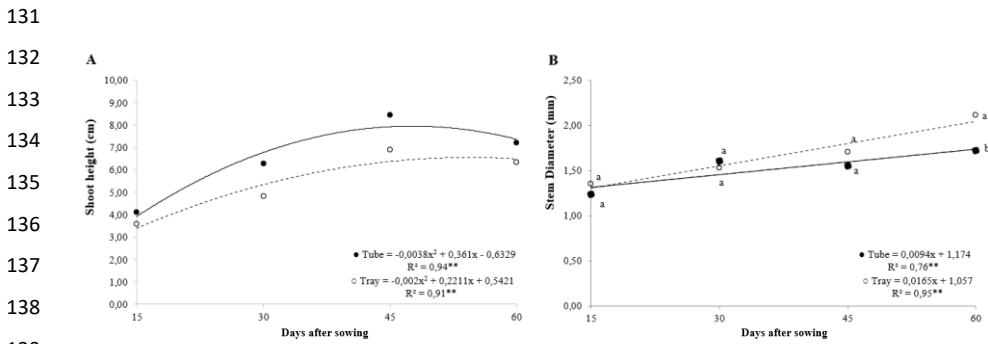 131
132
133
134
135
136
137
138
A
Shoot height (cm)
10,00
9,00
8,00
7,00
6,00
5,00
4,00
3,00
2,00
1,00
0,00
15 30 45 60
Days after sowing
Tube = -0,0038x² + 0,361x - 0,6329
R² = 0,94**
Tray = -0,002x² + 0,2211x + 0,5421
R² = 0,91**
B
Stem Diameter (mm)
2,50
2,00
1,50
1,00
0,50
0,00
a
a
a
a
a
a
a
b
15 30 45 60
Days after sowing
Tube = 0,0094x + 1,174
R² = 0,76**
Tray = 0,0165x + 1,057
R² = 0,95**